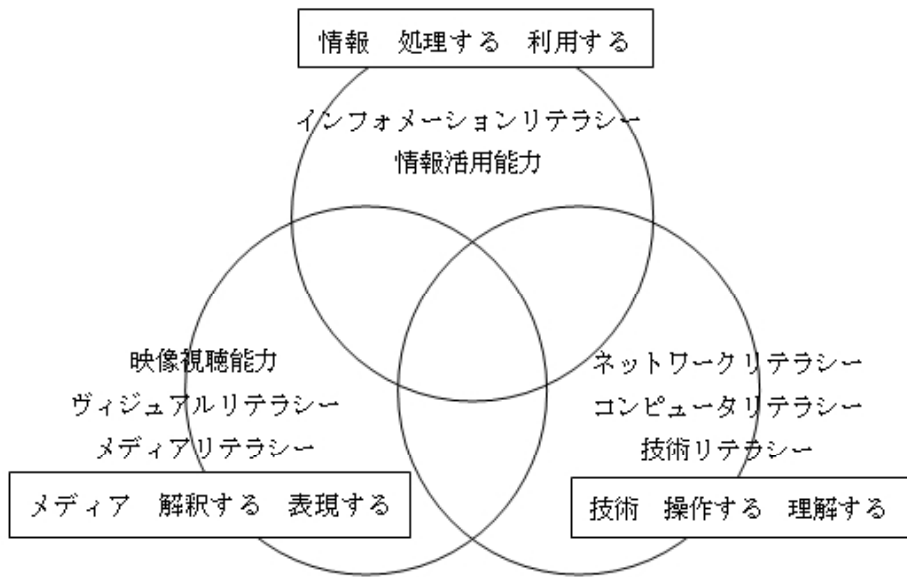 情報　処理する　利用する
インフォメーションリテラシー
情報活用能力
映像視聴能力
ヴィジュアルリテラシー
メディアリテラシー
メディア　解釈する　表現する
ネットワークリテラシー
コンピュータリテラシー
技術リテラシー
技術　操作する　理解する